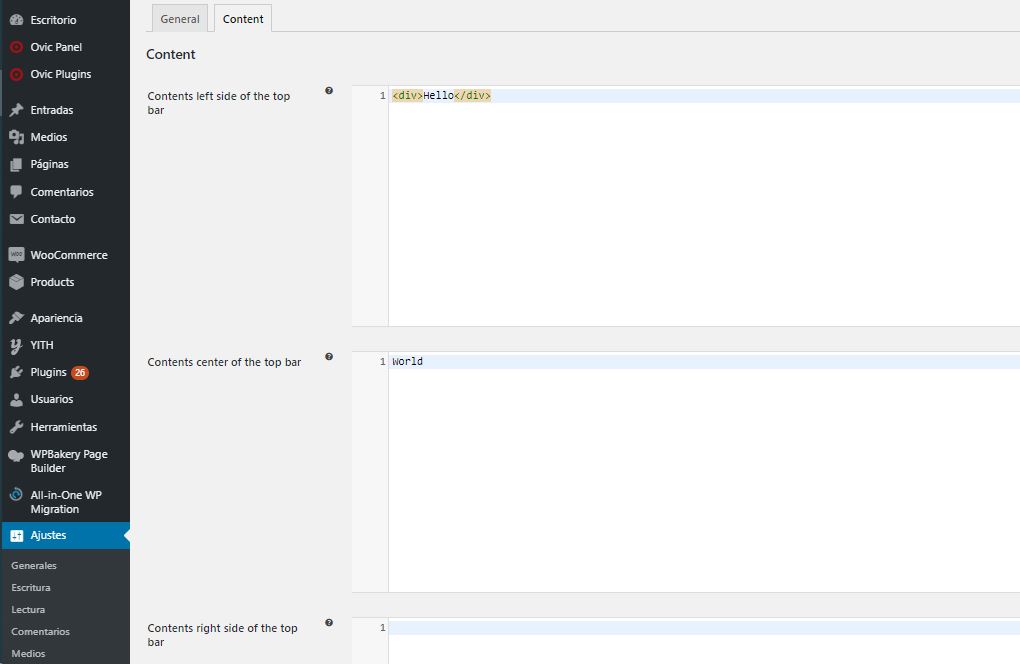 Escritorio
Ovic Panel
Ovic Plugins
Entradas
Medios
Páginas
Comentarios
Contacto
WOO WooCommerce
Products
Apariencia
YITH
Plugins 26
Usuarios
Herramientas
WPBakery Page
Builder
All-in-One WP
Migration
Ajustes
Generales
Escritura
Lectura
Comentarios
Medios
General Content
Content
Contents left side of the top
bar
?
1 <div>Hello</div>
Contents center of the top bar
?
1 World
Contents right side of the top
bar
?
1